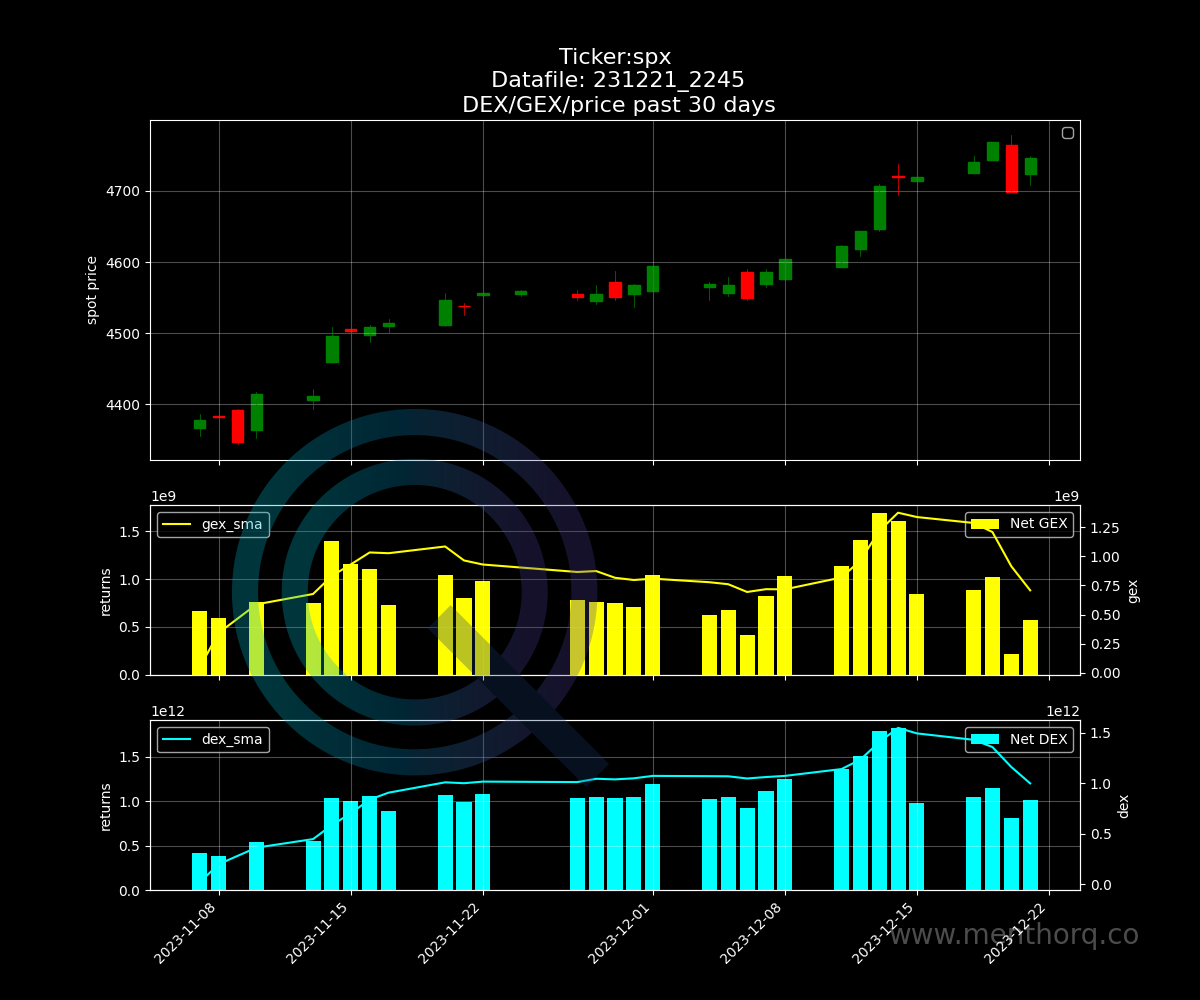 Ticker:spx
Datafile: 231221_2245
DEX/GEX/price past 30 days
spot price
4700
4600
4500
4400
1e9
1e9
gex_sma
Net GEX
returns
1.5
1.0
0.5
0.0
gex
1.25
1.00
0.75
0.50
0.25
0.00
1e12
1e12
dex_sma
Net DEX
returns
1.5
1.0
0.5
0.0
dex
1.5
1.0
0.5
0.0
2023-11-08
2023-11-15
2023-11-22
2023-12-01
2023-12-08
2023-12-15
2023-12-22
www.menthorq.co